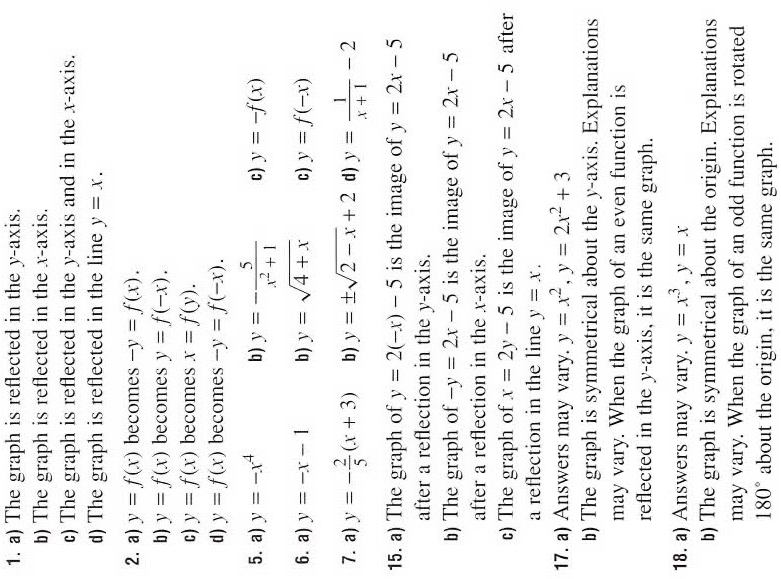 1. a) The graph is reflected in the y-axis.
b) The graph is reflected in the x-axis.
c) The graph is reflected in the y-axis and in the x-axis.
d) The graph is reflected in the line y = x.
2. a) y = f(x) becomes −y = f(x).
b) y = f(x) becomes y = f(−x).
c) y = f(x) becomes x = f(y).
d) y = f(x) becomes −y = f(−x).
5. a) y = −x⁴ b) y = −5/(x² + 1) c) y = −f(x)
6. a) y = −x − 1 b) y = √(4 + x) c) y = f(−x)
7. a) y = −2/5 (x + 3) b) y = ±√(2 − x) + 2 d) y = 1/(x + 1) − 2
15. a) The graph of y = 2(−x) − 5 is the image of y = 2x − 5
after a reflection in the y-axis.
b) The graph of −y = 2x − 5 is the image of y = 2x − 5
after a reflection in the x-axis.
c) The graph of x = 2y − 5 is the image of y = 2x − 5 after
a reflection in the line y = x.
17. a) Answers may vary. y = x², y = 2x² + 3
b) The graph is symmetrical about the y-axis. Explanations
may vary. When the graph of an even function is
reflected in the y-axis, it is the same graph.
18. a) Answers may vary. y = x³, y = x
b) The graph is symmetrical about the origin. Explanations
may vary. When the graph of an odd function is rotated
180° about the origin, it is the same graph.